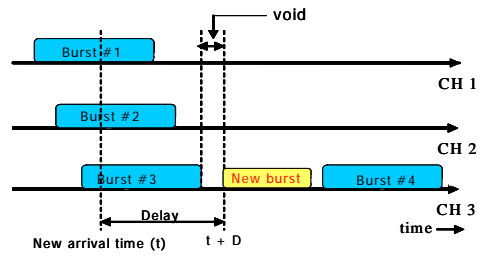 void
Burst #1
CH 1
Burst #2
CH 2
Burst #3
New burst
Burst #4
CH 3
Delay
time
New arrival time (t)
t + D